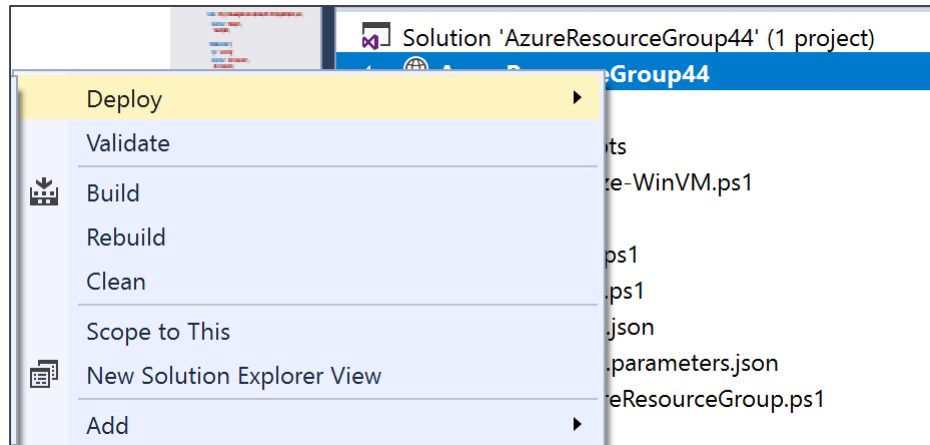 Solution 'AzureResourceGroup44' (1 project)
Group44
Deploy
Validate
Build
Rebuild
Clean
Scope to This
New Solution Explorer View
Add
ts
e-WinVM.ps1
ps1
.ps1
.json
.parameters.json
eResourceGroup.ps1